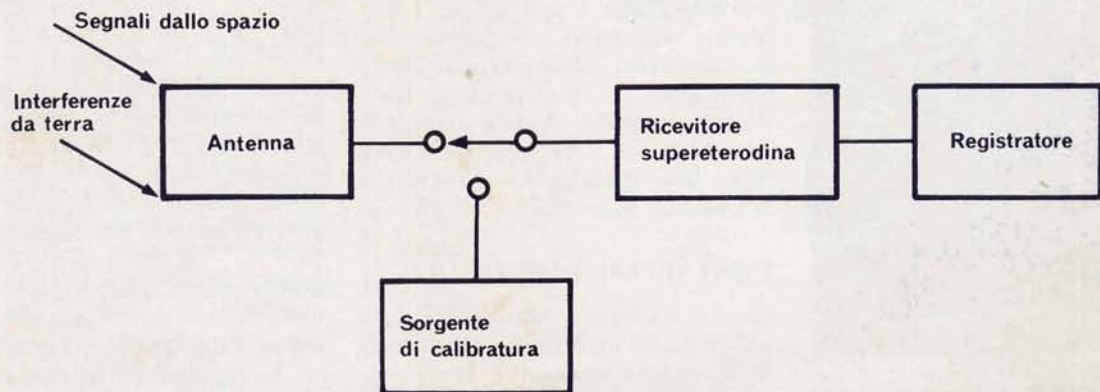 Segnali dallo spazio
Interferenze
da terra
Antenna
Ricevitore
supereterodina
Registratore
Sorgente
di calibratura